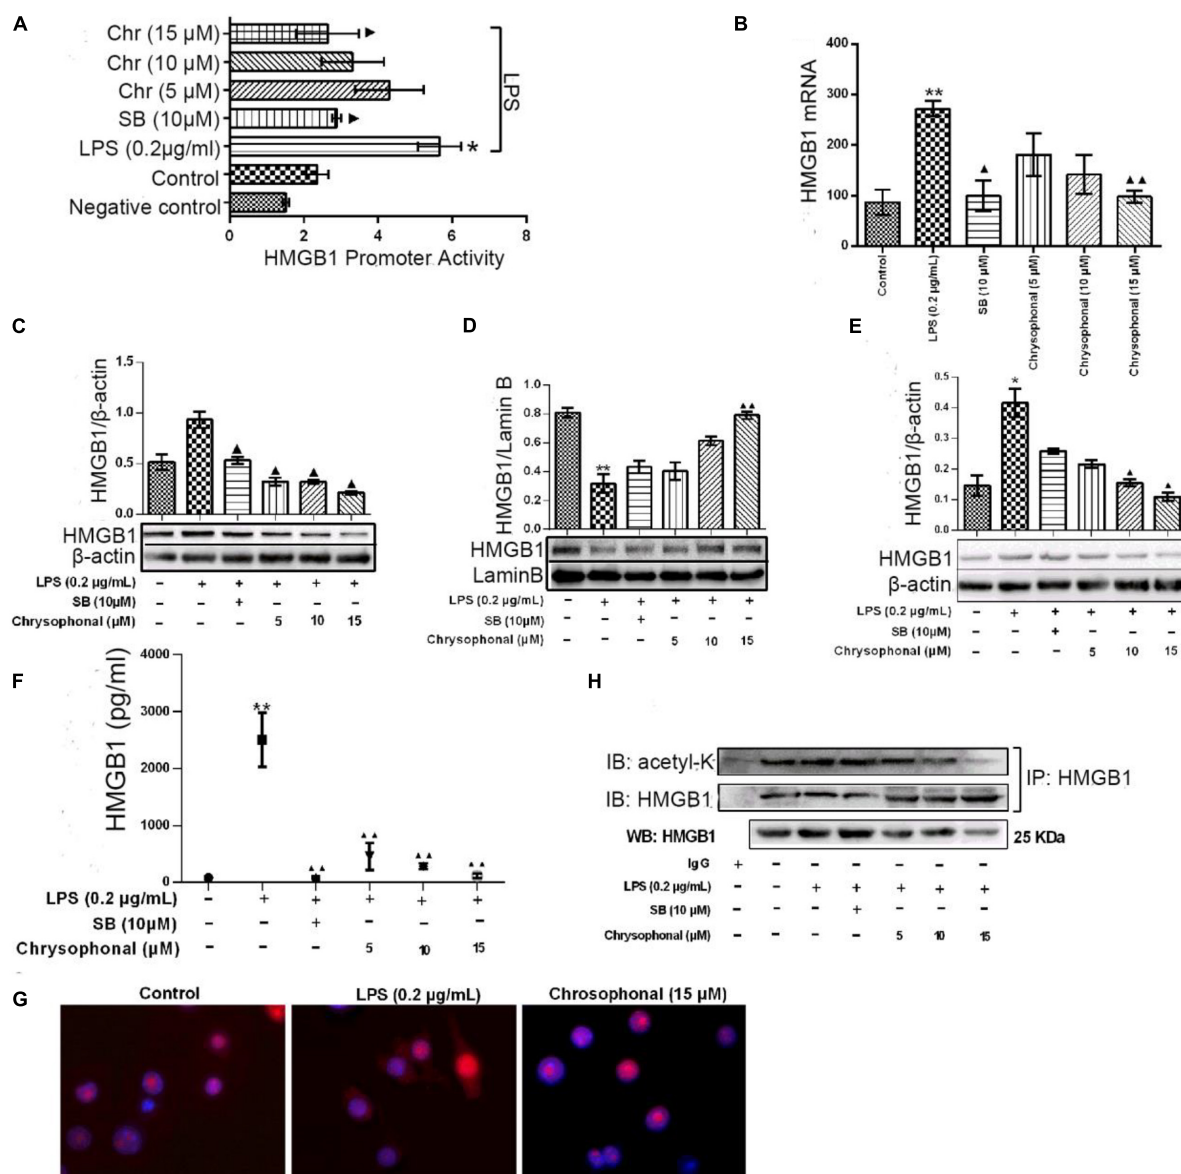 A
Chr (15 µM)
Chr (10 µM)
Chr (5 µM)
SB (10µM)
LPS (0.2µg/ml)
Control
Negative control
LPS
*
0 2 4 6 8
HMGB1 Promoter Activity
B
HMGB1 mRNA
400
300
200
100
0
**
Control
LPS (0.2 µg/mL)
SB (10 µM)
Chrysophonal (5 µM)
Chrysophonal (10 µM)
Chrysophonal (15 µM)
C
HMGB1/β-actin
1.5
1.0
0.5
0.0
HMGB1
β-actin
LPS (0.2 µg/mL) – + + + + +
SB (10µM) – – + – – –
Chrysophonal (µM) – – – 5 10 15
D
HMGB1/Lamin B
1.0
0.8
0.6
0.4
0.2
0.0
**
HMGB1
LaminB
LPS (0.2 µg/mL) – + + + + +
SB (10µM) – – + – – –
Chrysophonal (µM) – – – 5 10 15
E
HMGB1/β-actin
0.5
0.4
0.3
0.2
0.1
0.0
*
HMGB1
β-actin
LPS (0.2 µg/mL) – + + + + +
SB (10µM) – – + – – –
Chrysophonal (µM) – – – 5 10 15
F
HMGB1 (pg/ml)
4000
3000
2000
1000
0
**
LPS (0.2 µg/mL) – + + + + +
SB (10µM) – – + – – –
Chrysophonal (µM) – – – 5 10 15
H
IB: acetyl-K
IB: HMGB1
IP: HMGB1
WB: HMGB1 25 KDa
IgG + – – – – – –
LPS (0.2 µg/mL) – – + + + + +
SB (10 µM) – – – + – – –
Chrysophonal (µM) – – – – 5 10 15
G
Control LPS (0.2 µg/mL) Chrosophonal (15 µM)